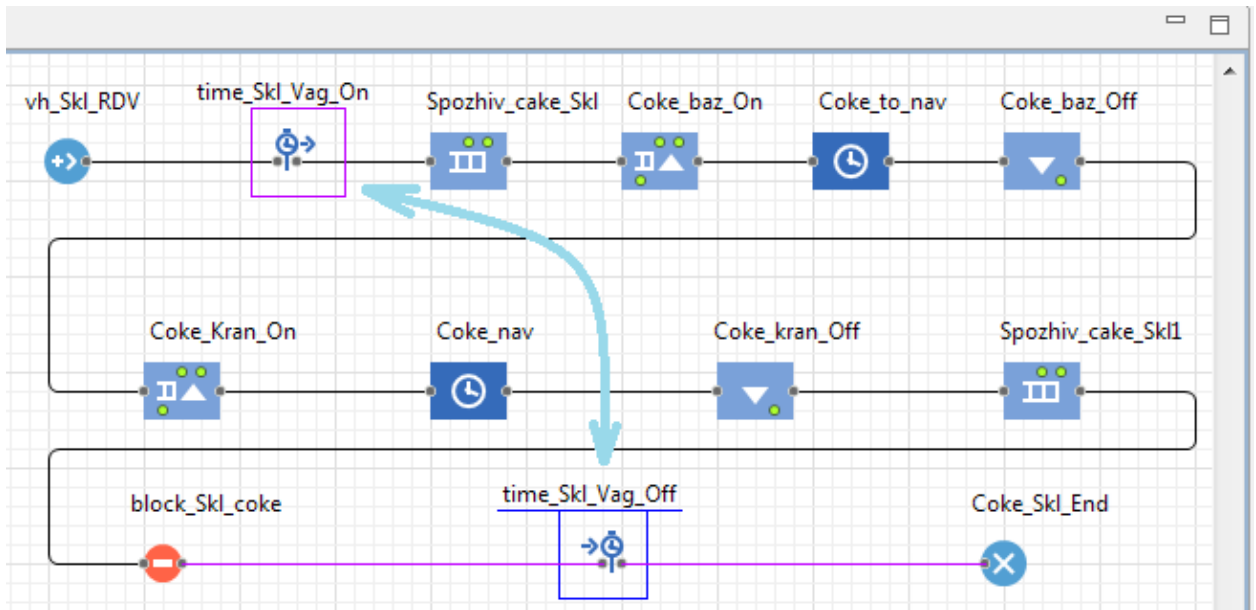 vh_Skl_RDV
time_Skl_Vag_On
Spozhiv_cake_Skl
Coke_baz_On
Coke_to_nav
Coke_baz_Off
Coke_Kran_On
Coke_nav
Coke_kran_Off
Spozhiv_cake_Skl1
block_Skl_coke
time_Skl_Vag_Off
Coke_Skl_End